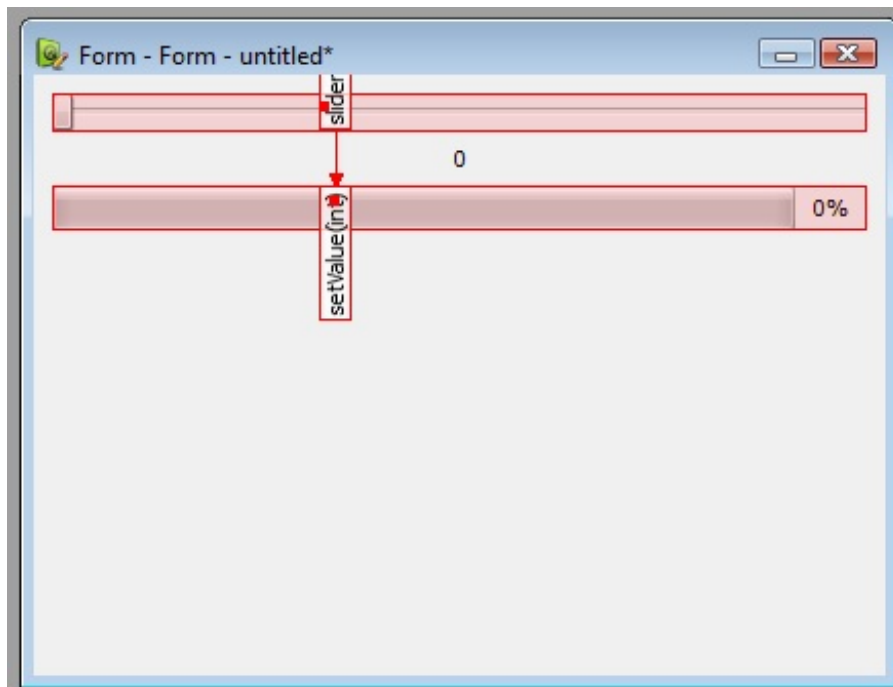 Form - Form - untitled*
slider
0
0%
setValue(int)